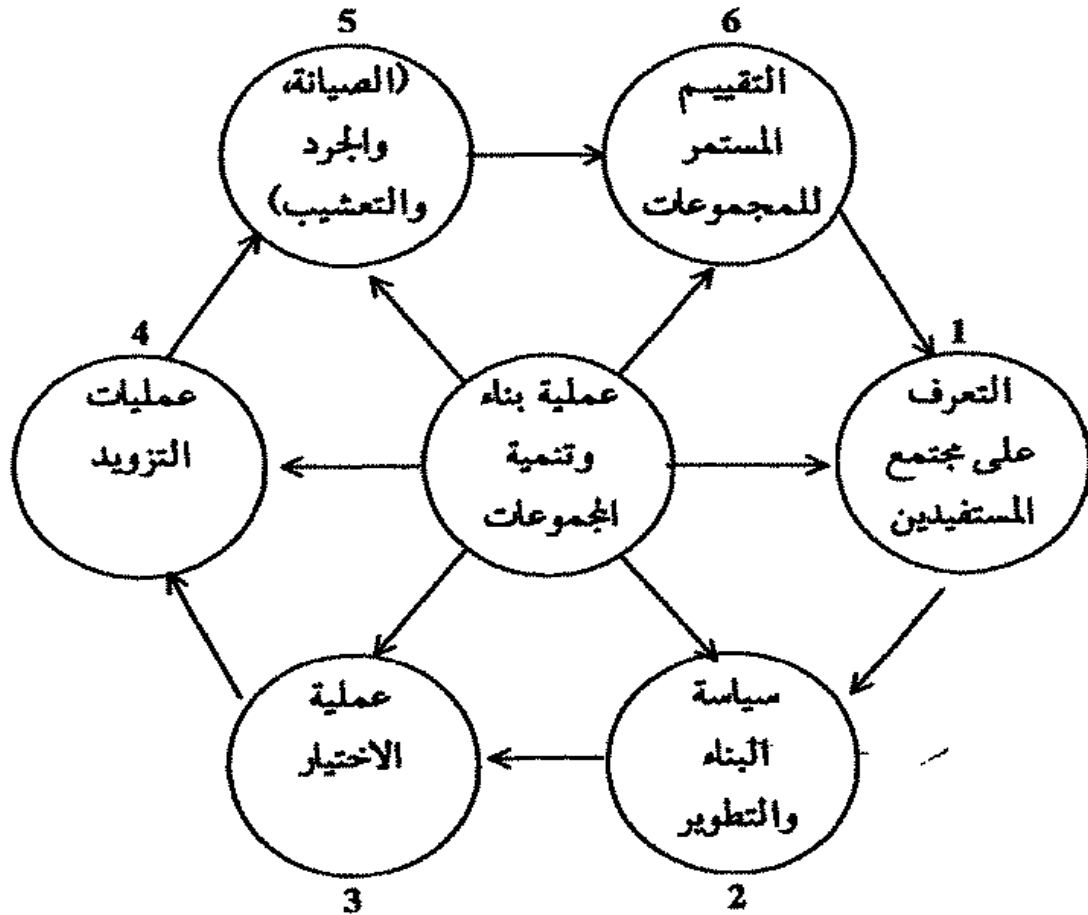 5
(الصيانة،
والجرد
والتعشيب)
6
التقييم
المستمر
للمجموعات
4
عمليات
التزويد
عملية بناء
وتنمية
المجموعات
1
التعرف
على مجتمع
المستفيدين
عملية
الاختيار
3
سياسة
البناء
والتطوير
2